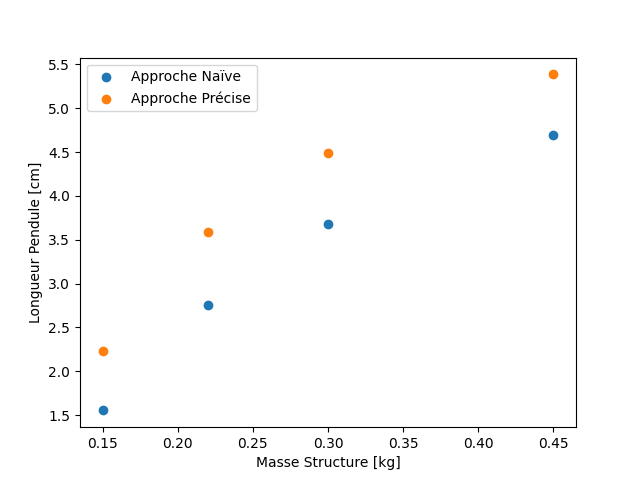 Approche Naïve
Approche Précise
5.5
5.0
4.5
4.0
3.5
3.0
2.5
2.0
1.5
Longueur Pendule [cm]
0.15 0.20 0.25 0.30 0.35 0.40 0.45
Masse Structure [kg]